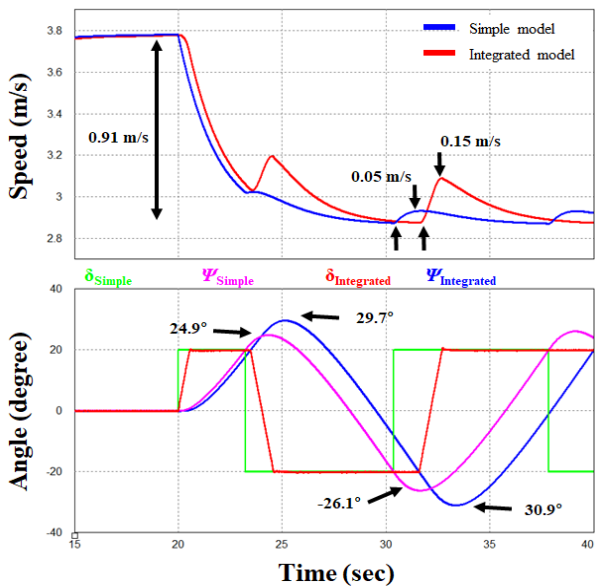 3.8
Simple model
Integrated model
3.6
3.4
0.91 m/s
3.2
0.15 m/s
0.05 m/s
3
2.8
Speed (m/s)
δSimple ΨSimple δIntegrated ΨIntegrated
40
29.7°
24.9°
20
0
-20
-26.1°
30.9°
-40
Angle (degree)
15 20 25 30 35 40
Time (sec)